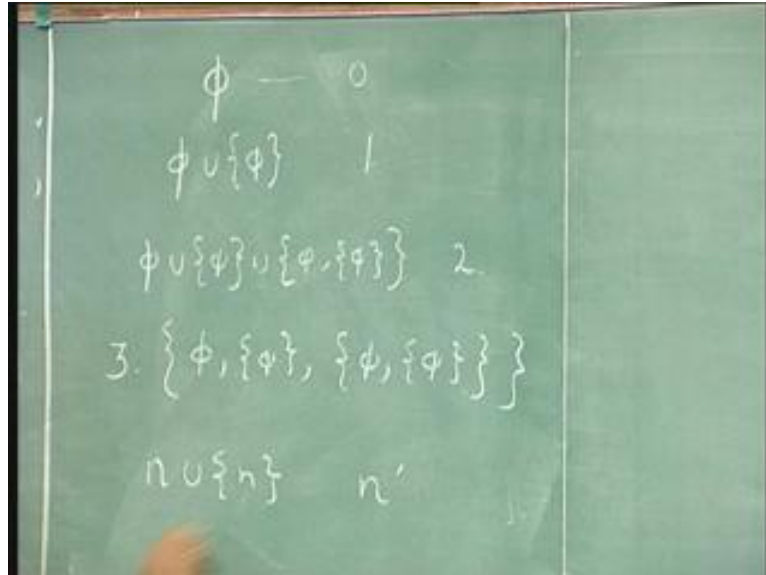 ϕ — 0
ϕ ∪ {ϕ} 1
ϕ ∪ {ϕ} ∪ {ϕ, {ϕ}} 2.
3. {ϕ, {ϕ}, {ϕ, {ϕ}}}
n ∪ {n} n′